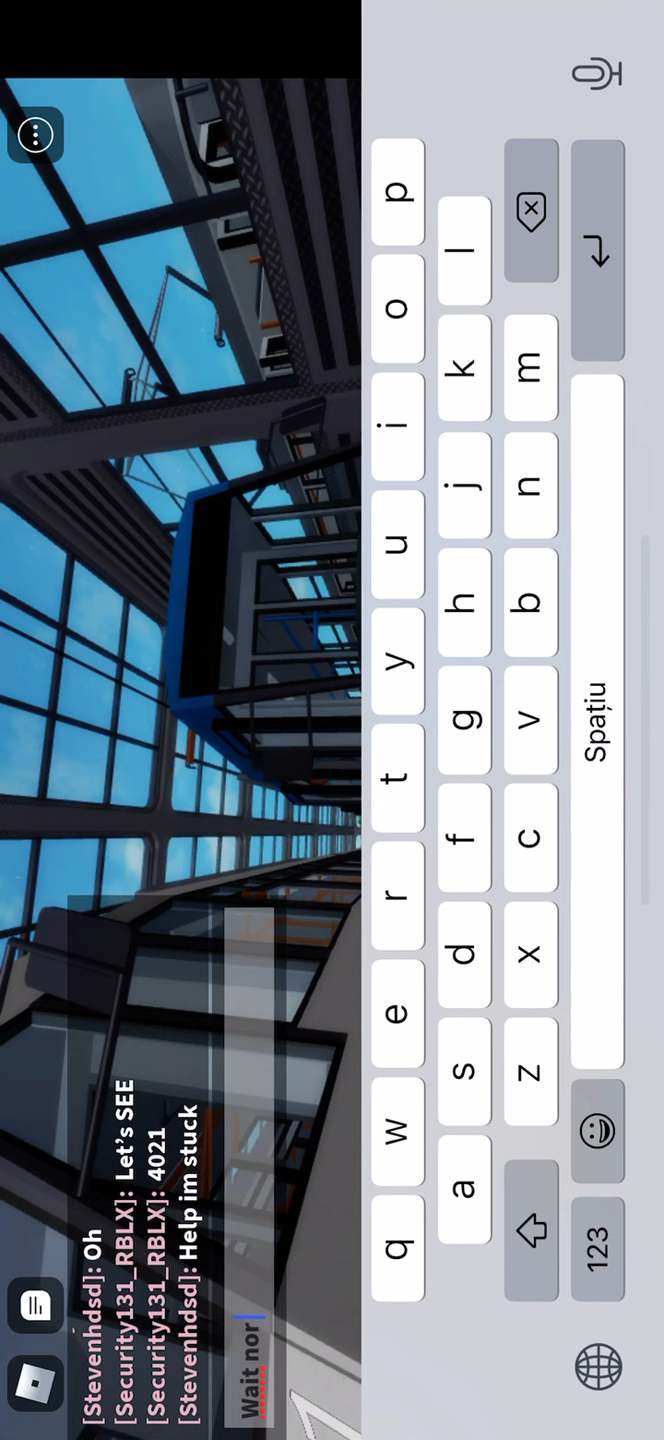 [Stevenhdsd]: Oh
[Security131_RBLX]: Let's SEE
[Security131_RBLX]: 4021
[Stevenhdsd]: Help im stuck
Wait nor
q w e r t y u i o p
a s d f g h j k l
z x c v b n m
123 Spațiu